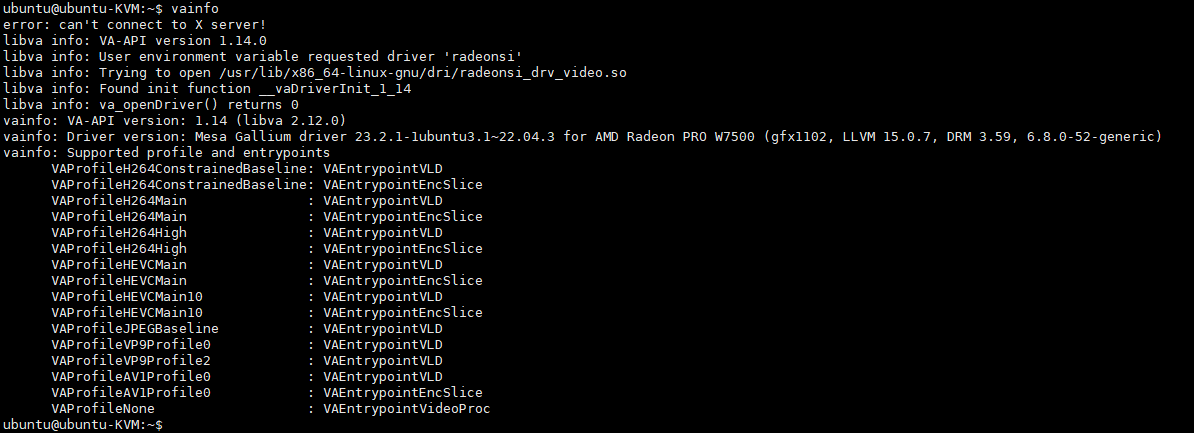 ubuntu@ubuntu-KVM:~$ vainfo
error: can't connect to X server!
libva info: VA-API version 1.14.0
libva info: User environment variable requested driver 'radeonsi'
libva info: Trying to open /usr/lib/x86_64-linux-gnu/dri/radeonsi_drv_video.so
libva info: Found init function __vaDriverInit_1_14
libva info: va_openDriver() returns 0
vainfo: VA-API version: 1.14 (libva 2.12.0)
vainfo: Driver version: Mesa Gallium driver 23.2.1-1ubuntu3.1~22.04.3 for AMD Radeon PRO W7500 (gfx1102, LLVM 15.0.7, DRM 3.59, 6.8.0-52-generic)
vainfo: Supported profile and entrypoints
      VAProfileH264ConstrainedBaseline: VAEntrypointVLD
      VAProfileH264ConstrainedBaseline: VAEntrypointEncSlice
      VAProfileH264Main               : VAEntrypointVLD
      VAProfileH264Main               : VAEntrypointEncSlice
      VAProfileH264High               : VAEntrypointVLD
      VAProfileH264High               : VAEntrypointEncSlice
      VAProfileHEVCMain               : VAEntrypointVLD
      VAProfileHEVCMain               : VAEntrypointEncSlice
      VAProfileHEVCMain10             : VAEntrypointVLD
      VAProfileHEVCMain10             : VAEntrypointEncSlice
      VAProfileJPEGBaseline           : VAEntrypointVLD
      VAProfileVP9Profile0            : VAEntrypointVLD
      VAProfileVP9Profile2            : VAEntrypointVLD
      VAProfileAV1Profile0            : VAEntrypointVLD
      VAProfileAV1Profile0            : VAEntrypointEncSlice
      VAProfileNone                   : VAEntrypointVideoProc
ubuntu@ubuntu-KVM:~$